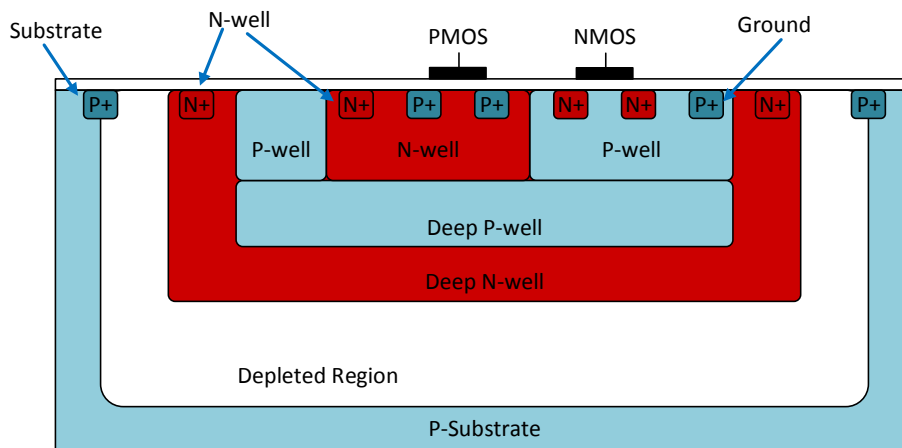 Substrate
N-well
PMOS
NMOS
Ground
P+
N+
N+
P+
P+
N+
N+
P+
N+
P+
P-well
N-well
P-well
Deep P-well
Deep N-well
Depleted Region
P-Substrate